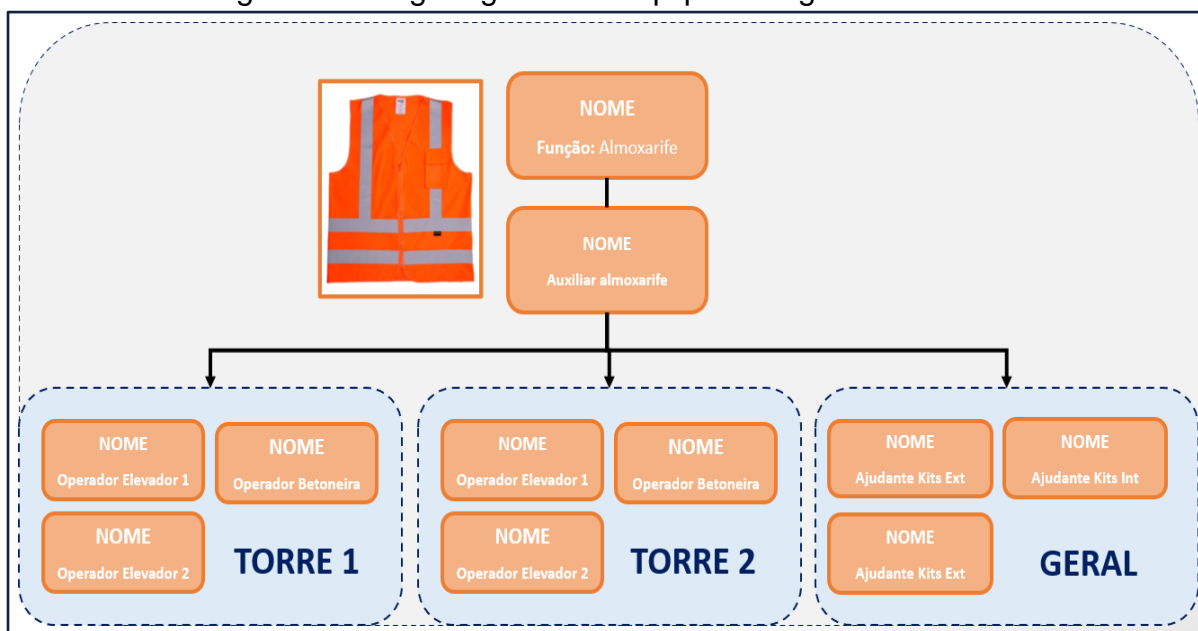 NOME
Função: Almoxarife
NOME
Auxiliar almoxarife
NOME
Operador Elevador 1
NOME
Operador Betoneira
NOME
Operador Elevador 2
TORRE 1
NOME
Operador Elevador 1
NOME
Operador Betoneira
NOME
Operador Elevador 2
TORRE 2
NOME
Ajudante Kits Ext
NOME
Ajudante Kits Int
NOME
Ajudante Kits Ext
GERAL